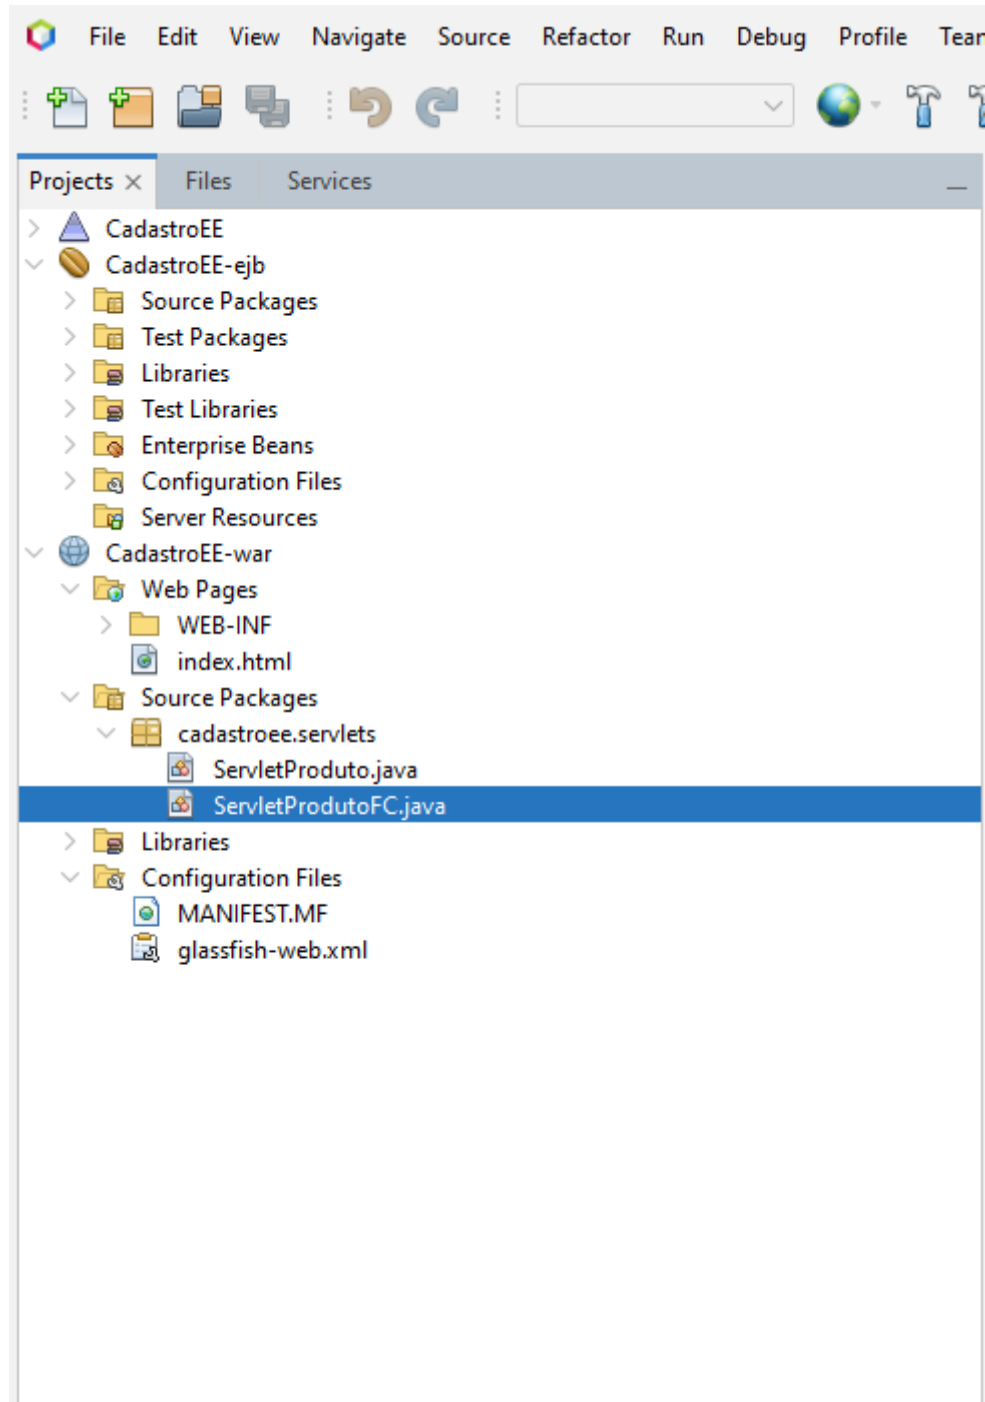 File Edit View Navigate Source Refactor Run Debug Profile
Projects Files Services
CadastroEE
CadastroEE-ejb
Source Packages
Test Packages
Libraries
Test Libraries
Enterprise Beans
Configuration Files
Server Resources
CadastroEE-war
Web Pages
WEB-INF
index.html
Source Packages
cadastroee.servlets
ServletProduto.java
ServletProdutoFC.java
Libraries
Configuration Files
MANIFEST.MF
glassfish-web.xml